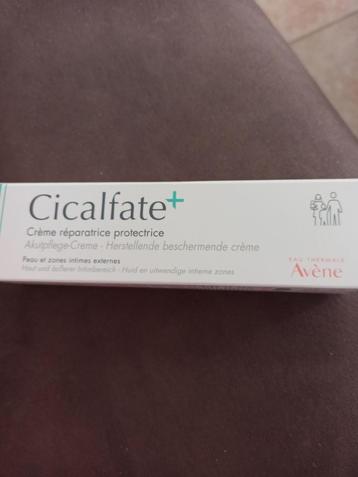 Cicalfate+
Crème réparatrice protectrice
Akutpflege-Creme - Herstellende beschermende crème
Peau et zones intimes externes
Haut und äußerer Intimbereich - Huid en uitwendige intieme zones
EAU THERMALE
Avène